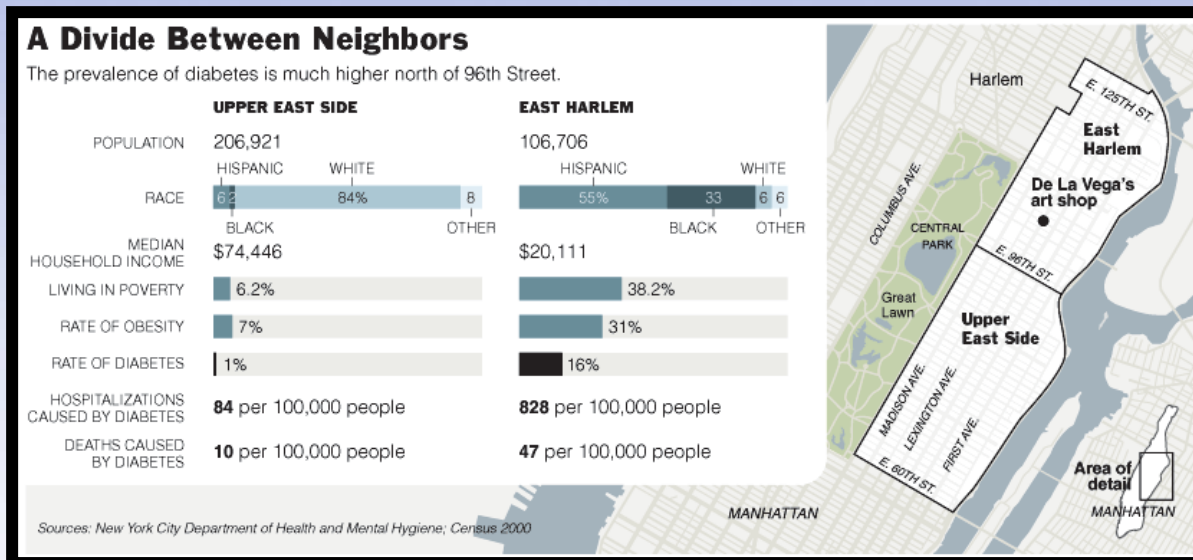 A Divide Between Neighbors
The prevalence of diabetes is much higher north of 96th Street.
UPPER EAST SIDE EAST HARLEM
POPULATION 206,921 106,706
HISPANIC WHITE HISPANIC WHITE
RACE 6 2 84% 8 55% 33 6 6
BLACK OTHER BLACK OTHER
MEDIAN
HOUSEHOLD INCOME $74,446 $20,111
LIVING IN POVERTY 6.2% 38.2%
RATE OF OBESITY 7% 31%
RATE OF DIABETES 1% 16%
HOSPITALIZATIONS
CAUSED BY DIABETES 84 per 100,000 people 828 per 100,000 people
DEATHS CAUSED
BY DIABETES 10 per 100,000 people 47 per 100,000 people
Sources: New York City Department of Health and Mental Hygiene; Census 2000
Harlem
E. 125TH ST.
East
Harlem
De La Vega's
art shop
COLUMBUS AVE.
CENTRAL
PARK
E. 96TH ST.
Great
Lawn
Upper
East Side
MADISON AVE.
LEXINGTON AVE.
FIRST AVE.
E. 60TH ST.
MANHATTAN
Area of
detail
MANHATTAN